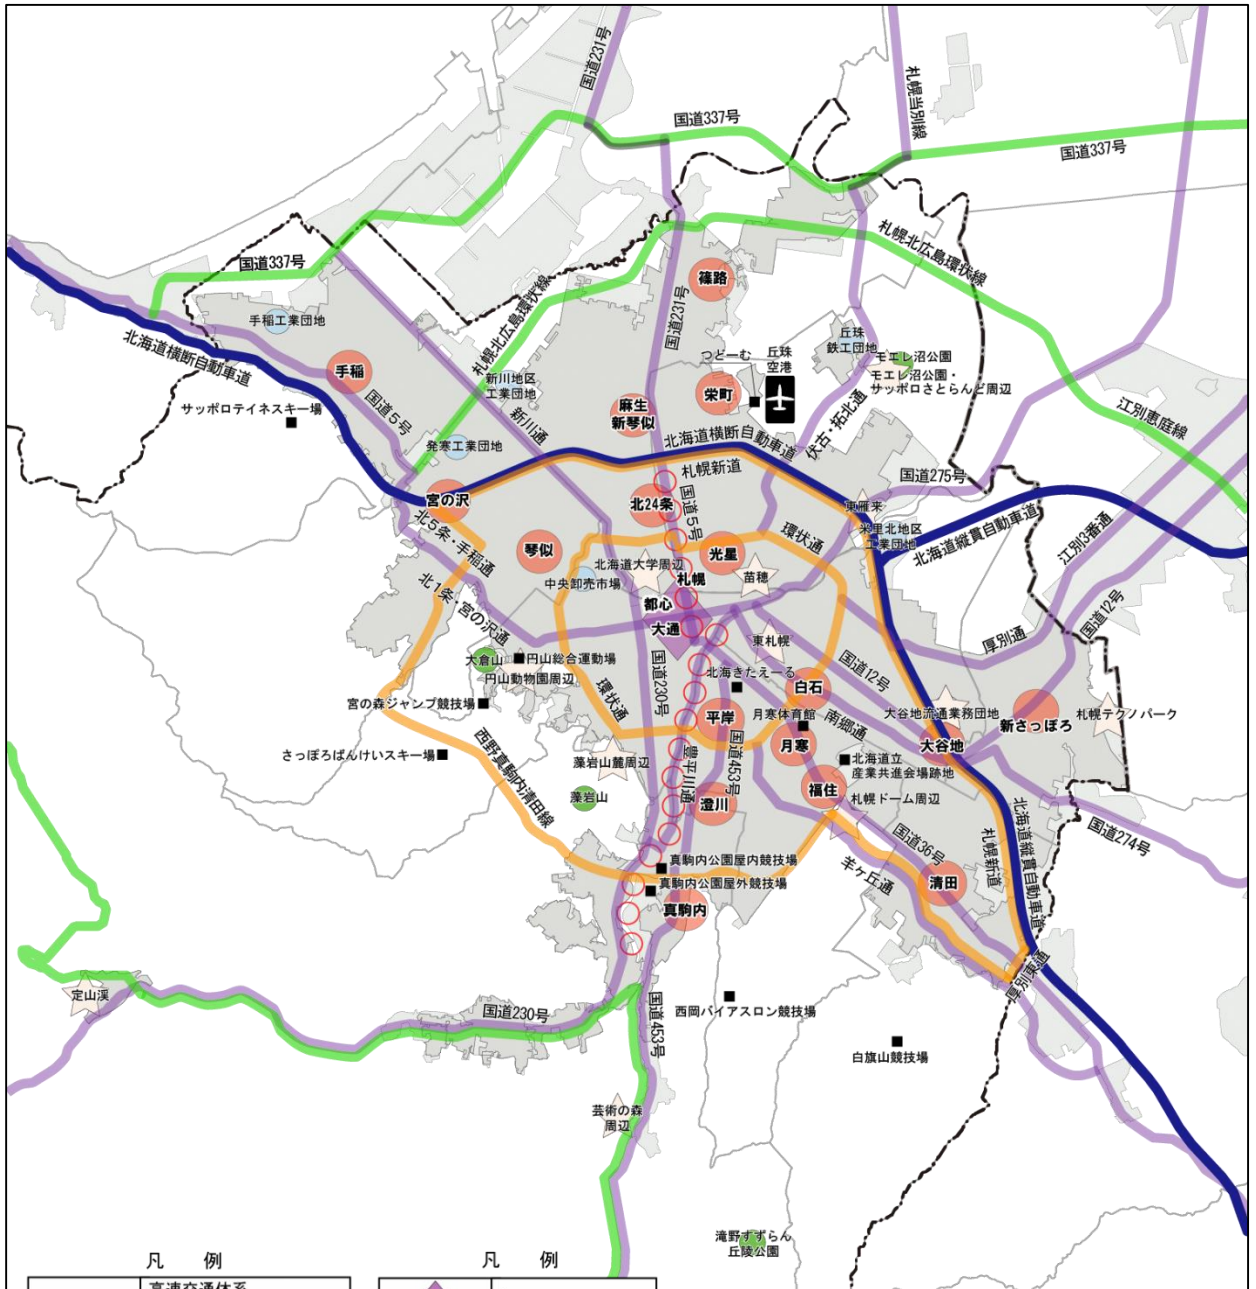 国道231号
札幌当別線
国道337号
国道337号
札幌北広島環状線
国道337号
篠路
手稲工業団地
札幌北広島環状線
国道231号
北海道横断自動車道
丘珠
鉄工団地
つどーむ
丘珠
空港
モエレ沼公園
モエレ沼公園・
サッポロさとらんど周辺
手稲
新川地区
工業団地
栄町
サッポロテイネスキー場
国道5号
麻生
新琴似
江別恵庭線
新川通
伏古・拓北通
発寒工業団地
北海道横断自動車道
札幌新道
国道275号
宮の沢
北24条
国道5号
東雁来
米里北地区
工業団地
北海道縦貫自動車道
江別3番通
北5条・手稲通
琴似
環状通
光星
北海道大学周辺
札幌
苗穂
中央卸売市場
北1条・宮の沢通
都心
大通
国道12号
東札幌
厚別通
大倉山
円山総合運動場
円山動物園周辺
国道230号
北海きたえーる
国道12号
白石
宮の森ジャンプ競技場
環状通
平岸
月寒体育館
南郷通
大谷地流通業務団地
新さっぽろ
札幌テクノパーク
さっぽろばんけいスキー場
西野真駒内清田線
藻岩山麓周辺
豊平川通
国道453号
月寒
大谷地
北海道立
産業共進会場跡地
藻岩山
澄川
福住
札幌ドーム周辺
国道36号
北海道縦貫自動車道
札幌新道
国道274号
真駒内公園屋内競技場
羊ヶ丘通
真駒内公園屋外競技場
清田
真駒内
厚別東通
定山渓
国道230号
国道453号
西岡バイアスロン競技場
白旗山競技場
芸術の森
周辺
滝野すずらん
丘陵公園
凡 例
凡 例
高速交通体系